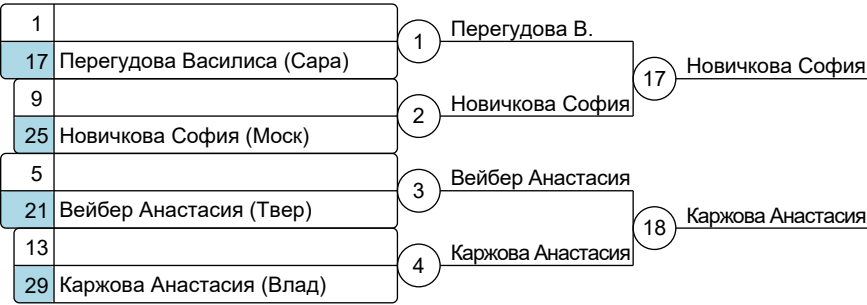 1
17 Перегудова Василиса (Сара)
1
Перегудова В.
9
25 Новичкова София (Моск)
2
Новичкова София
17
Новичкова София
5
21 Вейбер Анастасия (Твер)
3
Вейбер Анастасия
13
29 Каржова Анастасия (Влад)
4
Каржова Анастасия
18
Каржова Анастасия